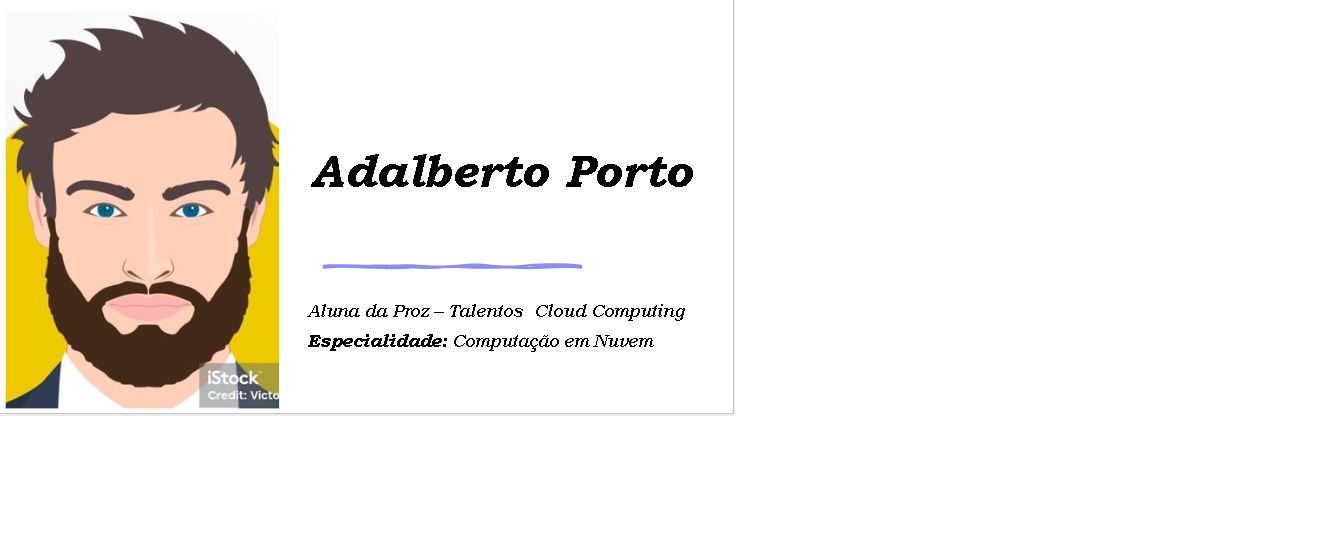 Adalberto Porto
Aluna da Proz – Talentos  Cloud Computing
Especialidade: Computação em Nuvem
iStock
Credit: Victo